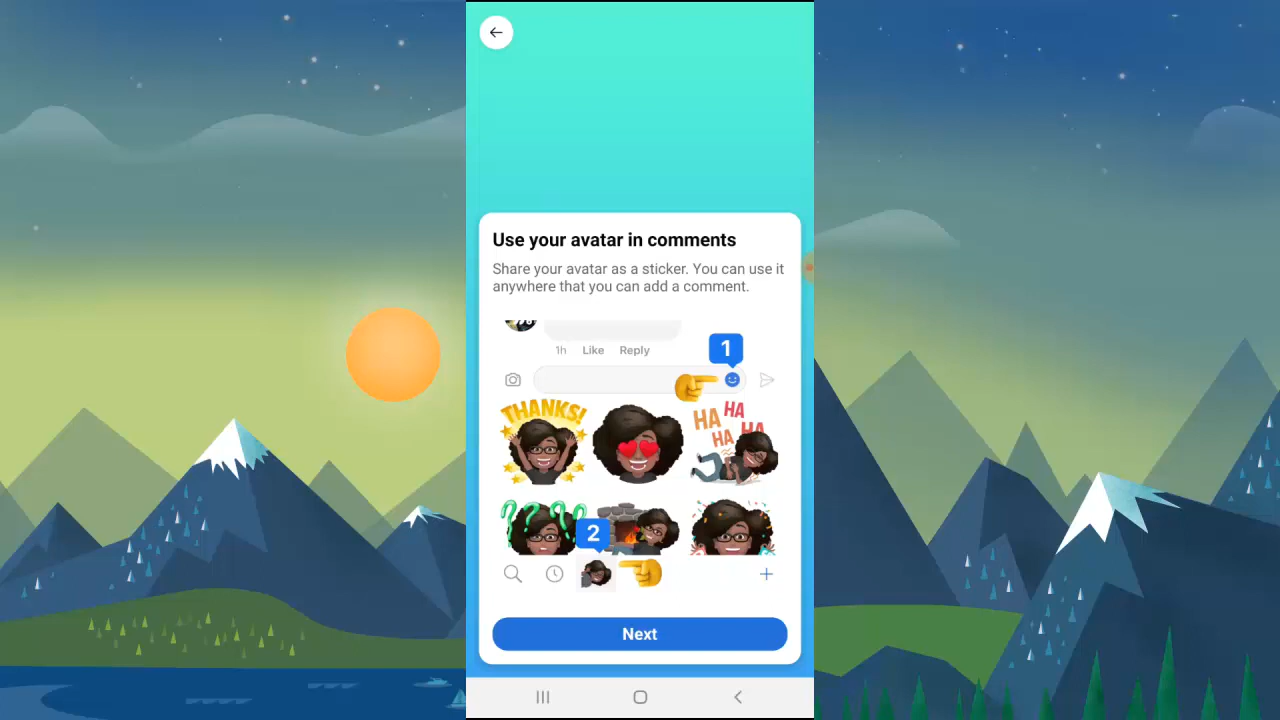 Use your avatar in comments
Share your avatar as a sticker. You can use it
anywhere that you can add a comment.
1h Like Reply
1
THANKS!
HA HA
HA HA
? ? ? ?
2
Next